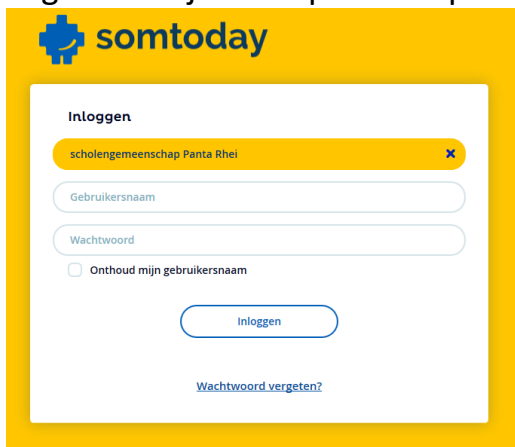 somtoday
Inloggen
scholengemeenschap Panta Rhei
Gebruikersnaam
Wachtwoord
Onthoud mijn gebruikersnaam
Inloggen
Wachtwoord vergeten?